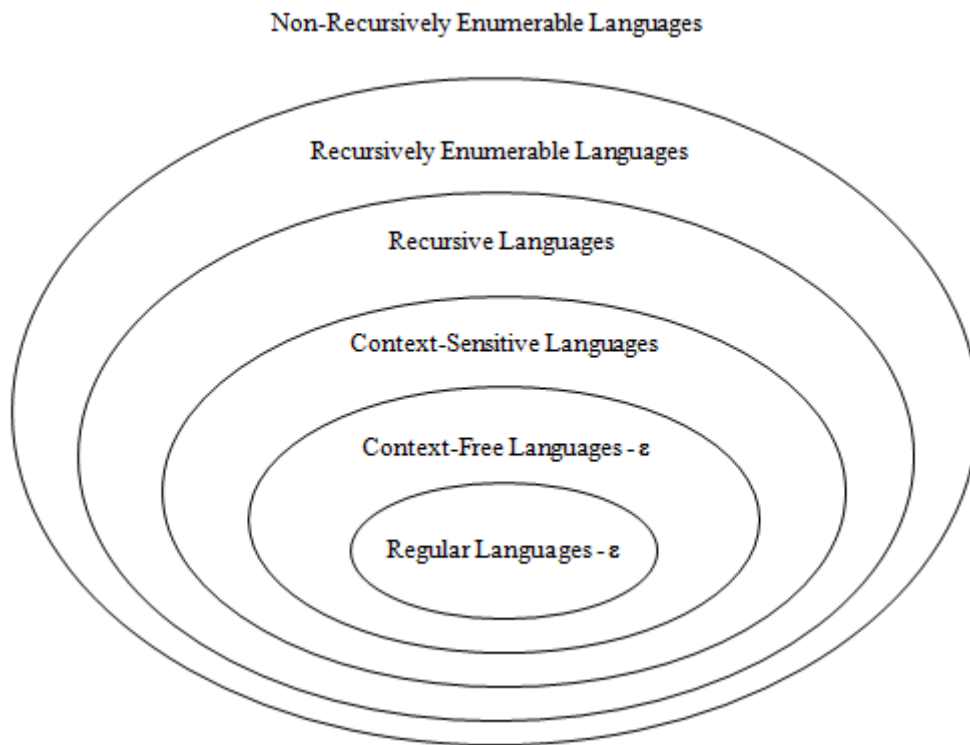 Non-Recursively Enumerable Languages
Recursively Enumerable Languages
Recursive Languages
Context-Sensitive Languages
Context-Free Languages - ε
Regular Languages - ε